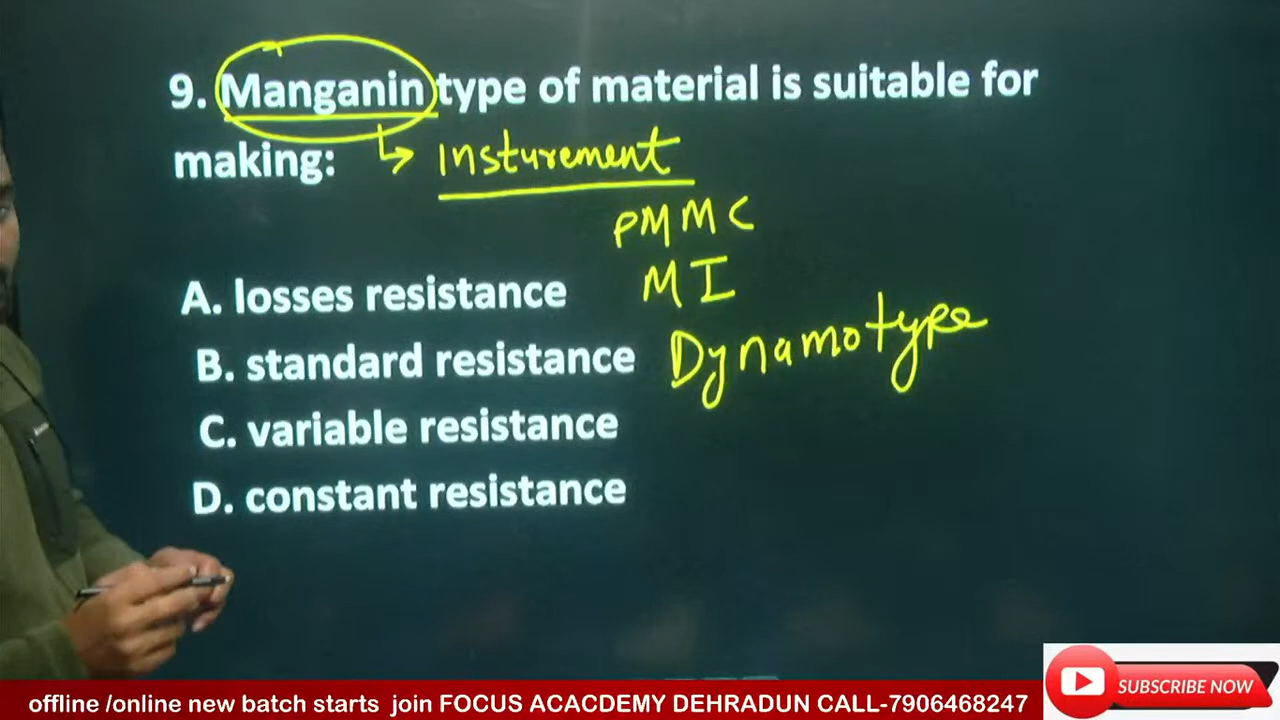 9. Manganin type of material is suitable for
making:
Insturement
PMMC
MI
Dynamotype
A. losses resistance
B. standard resistance
C. variable resistance
D. constant resistance
offline /online new batch starts join FOCUS ACACDEMY DEHRADUN CALL-7906468247
SUBSCRIBE NOW